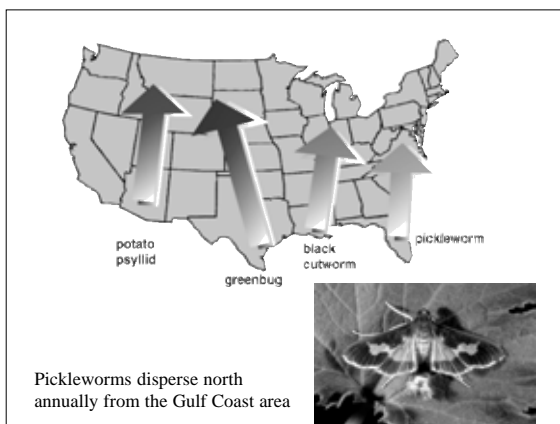 potato
psyllid
greenbug
black
cutworm
pickleworm
Pickleworms disperse north
annually from the Gulf Coast area